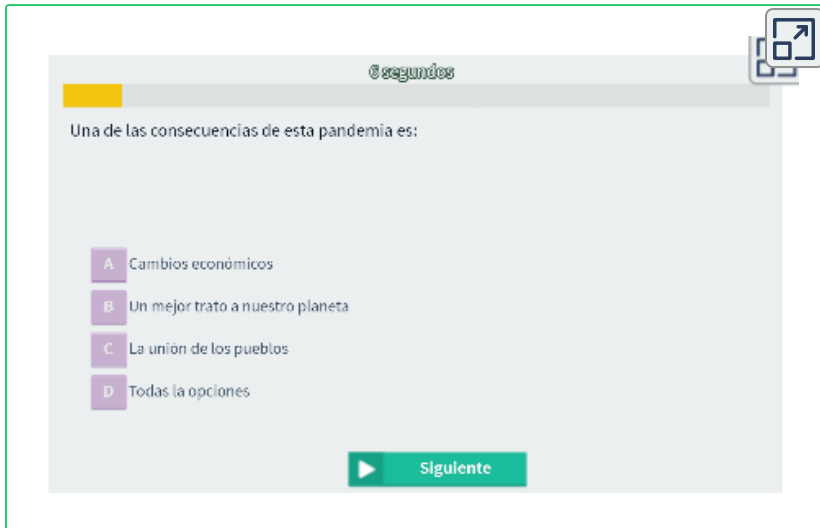 6 segundos
Una de las consecuencias de esta pandemia es:
A Cambios económicos
B Un mejor trato a nuestro planeta
C La unión de los pueblos
D Todas la opciones
Siguiente